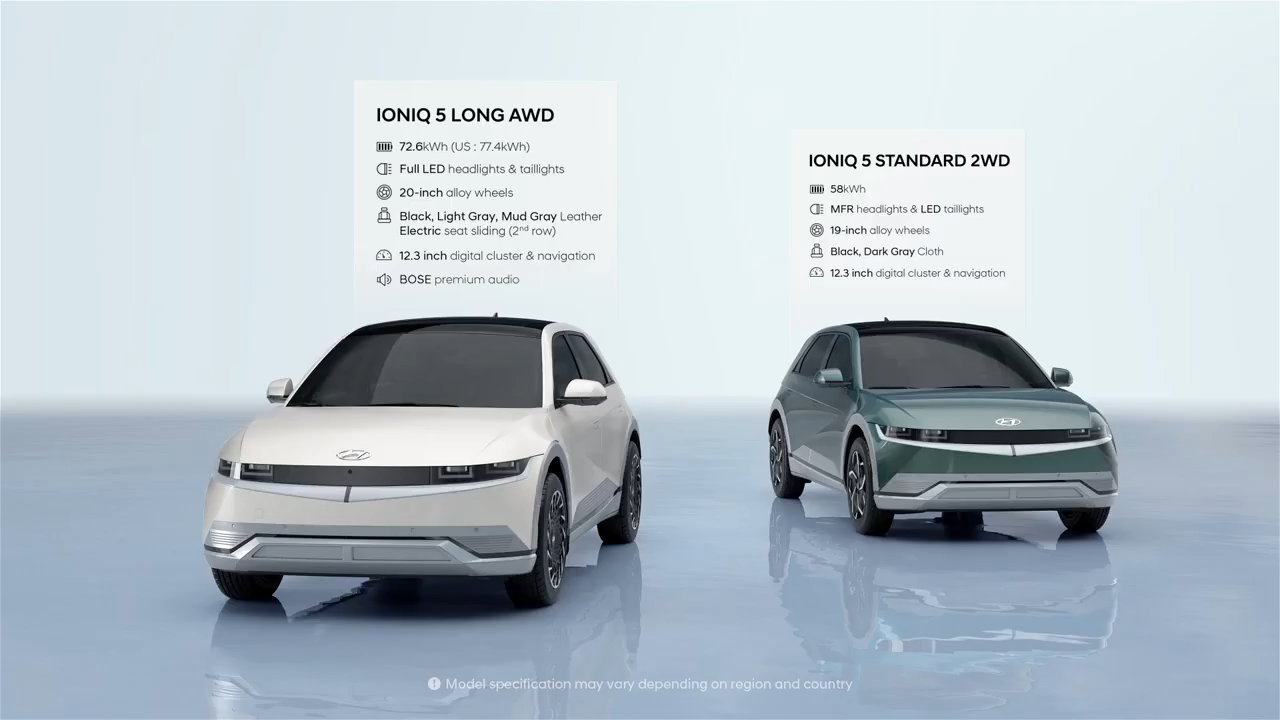 IONIQ 5 LONG AWD
72.6kWh (US : 77.4kWh)
Full LED headlights & taillights
20-inch alloy wheels
Black, Light Gray, Mud Gray Leather
Electric seat sliding (2nd row)
12.3 inch digital cluster & navigation
BOSE premium audio
IONIQ 5 STANDARD 2WD
58kWh
MFR headlights & LED taillights
19-inch alloy wheels
Black, Dark Gray Cloth
12.3 inch digital cluster & navigation
Model specification may vary depending on region and country